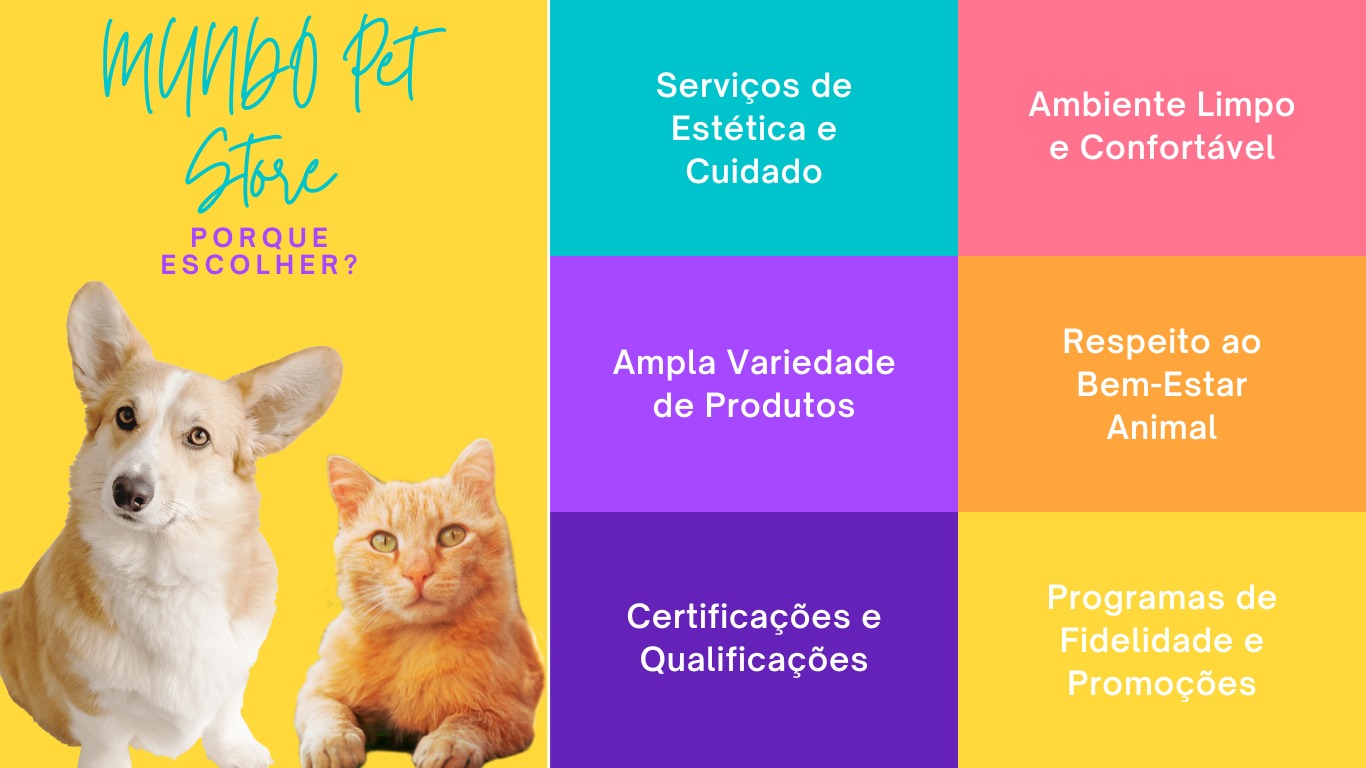 MUNDO Pet
Store
PORQUE
ESCOLHER?
Serviços de
Estética e
Cuidado
Ambiente Limpo
e Confortável
Ampla Variedade
de Produtos
Respeito ao
Bem-Estar
Animal
Certificações e
Qualificações
Programas de
Fidelidade e
Promoções